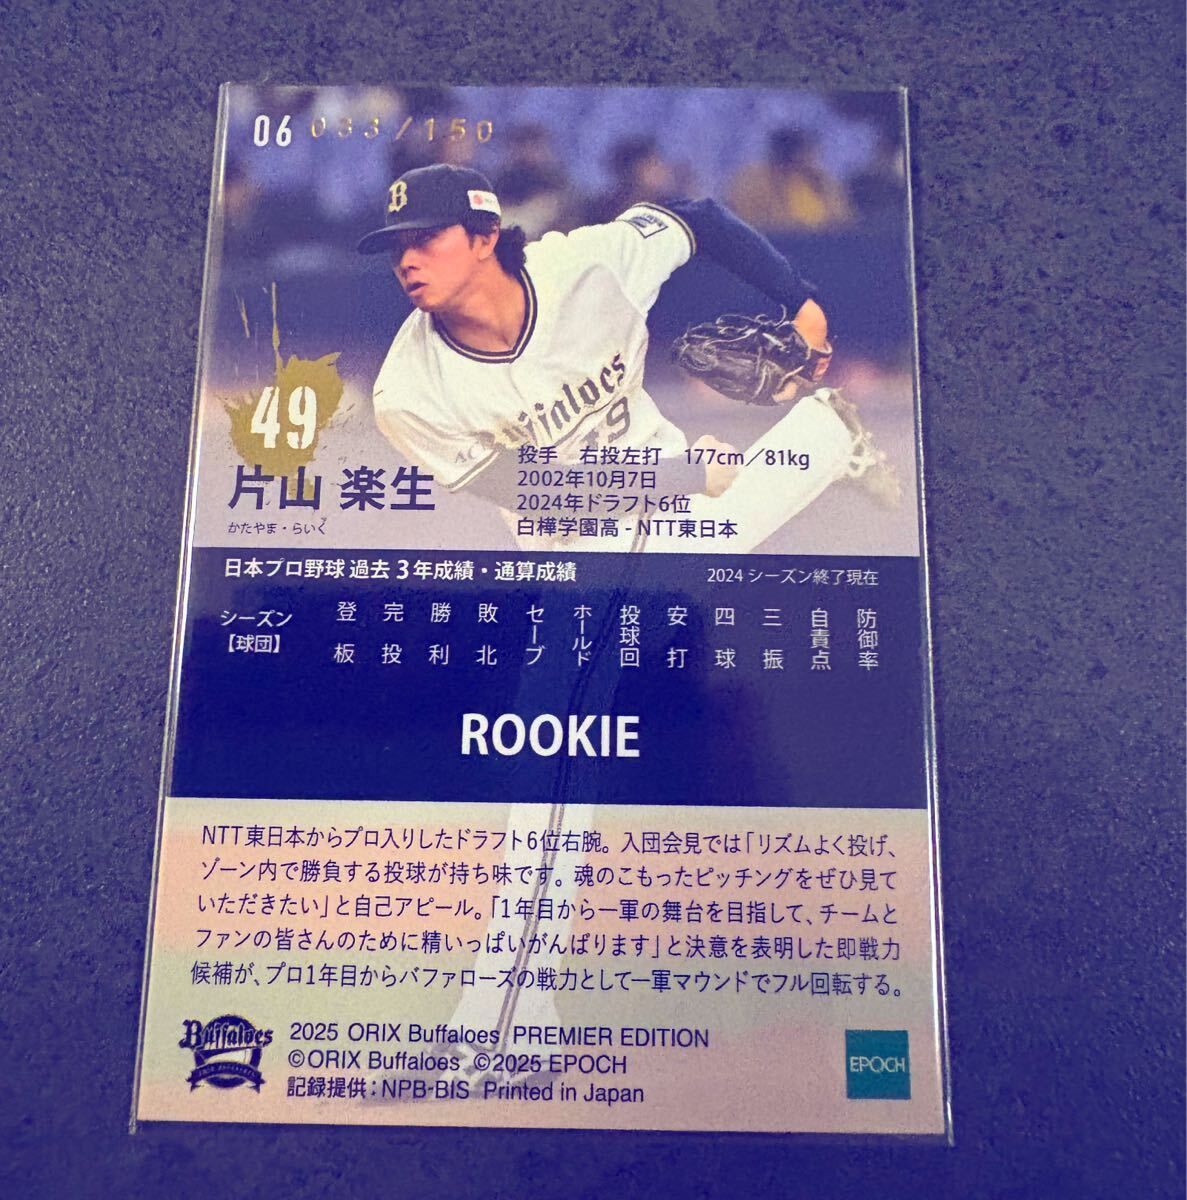 06 033/150
B
Buffaloes
49
49
片山 楽生
かたやま・らいく
投手 右投左打 177cm/81kg
2002年10月7日
2024年ドラフト6位
白樺学園高 - NTT東日本
日本プロ野球 過去 3年成績・通算成績 2024 シーズン終了現在
シーズン【球団】 登板 完投 勝利 敗北 セーブ ホールド 投球回 安打 四球 三振 自責点 防御率
ROOKIE
NTT東日本からプロ入りしたドラフト6位右腕。入団会見では「リズムよく投げ、
ゾーン内で勝負する投球が持ち味です。魂のこもったピッチングをぜひ見て
いただきたい」と自己アピール。「1年目から一軍の舞台を目指して、チームと
ファンの皆さんのために精いっぱいがんばります」と決意を表明した即戦力
候補が、プロ1年目からバファローズの戦力として一軍マウンドでフル回転する。
Buffaloes
2025 ORIX Buffaloes PREMIER EDITION
©ORIX Buffaloes ©2025 EPOCH
記録提供：NPB-BIS Printed in Japan
EPOCH